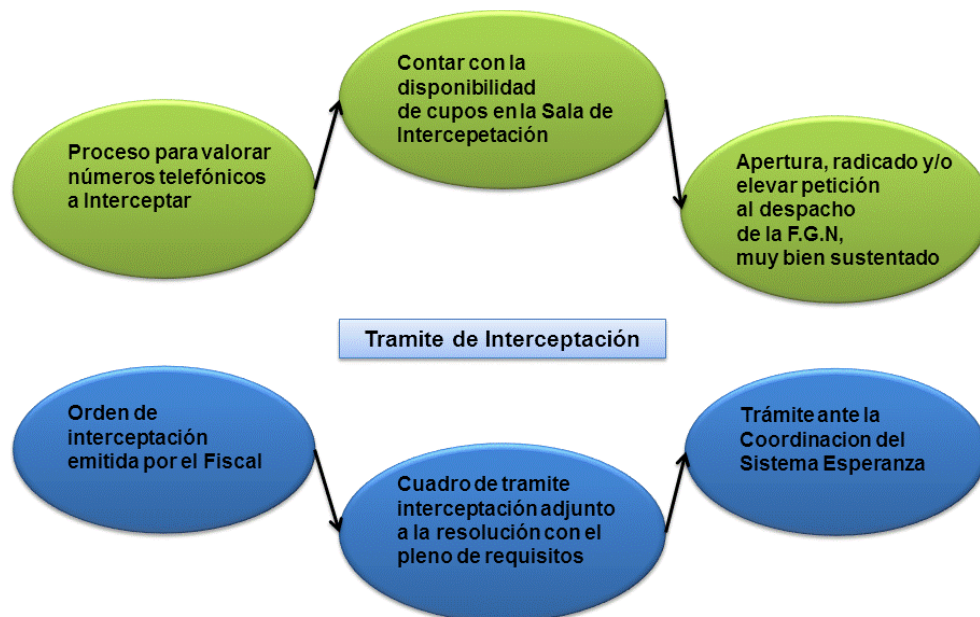 Proceso para valorar
números telefónicos
a Interceptar
Contar con la
disponibilidad
de cupos en la Sala de
Intercepetación
Apertura, radicado y/o
elevar petición
al despacho
de la F.G.N,
muy bien sustentado
Tramite de Interceptación
Orden de
interceptación
emitida por el Fiscal
Cuadro de tramite
interceptación adjunto
a la resolución con el
pleno de requisitos
Trámite ante la
Coordinacion del
Sistema Esperanza